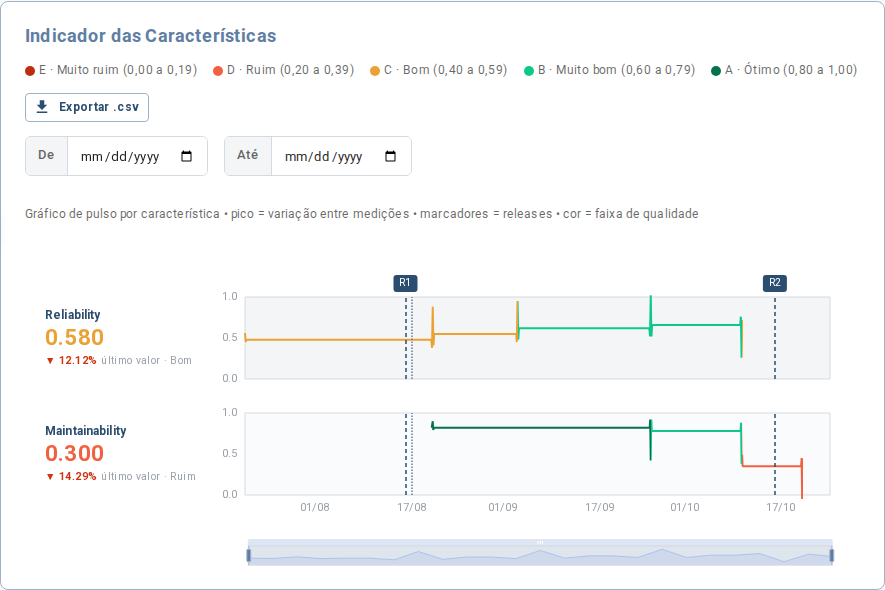 Indicador das Características
E · Muito ruim (0,00 a 0,19) D · Ruim (0,20 a 0,39) C · Bom (0,40 a 0,59) B · Muito bom (0,60 a 0,79) A · Ótimo (0,80 a 1,00)
Exportar .csv
De mm/dd/yyyy Até mm/dd/yyyy
Gráfico de pulso por característica • pico = variação entre medições • marcadores = releases • cor = faixa de qualidade
R1 R2
1.0
Reliability
0.580
0.5
▼ 12.12% último valor · Bom
0.0
1.0
Maintainability
0.300
0.5
▼ 14.29% último valor · Ruim
0.0
01/08 17/08 01/09 17/09 01/10 17/10